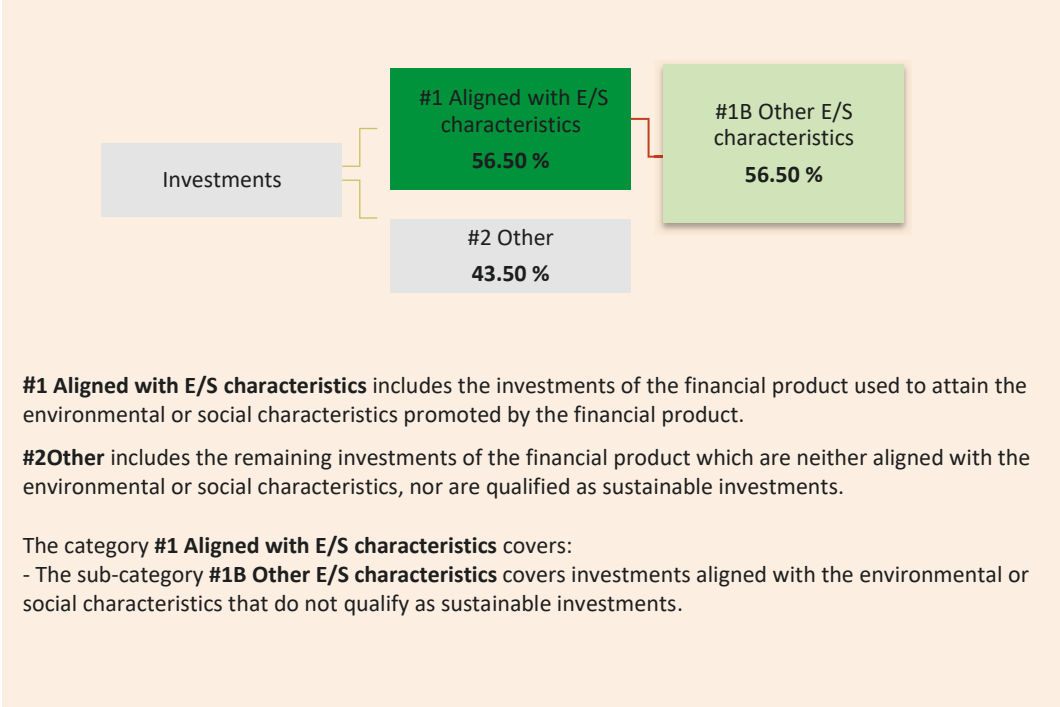 #1 Aligned with E/S
characteristics
56.50 %
#1B Other E/S
characteristics
56.50 %
Investments
#2 Other
43.50 %
#1 Aligned with E/S characteristics includes the investments of the financial product used to attain the
environmental or social characteristics promoted by the financial product.
#2Other includes the remaining investments of the financial product which are neither aligned with the
environmental or social characteristics, nor are qualified as sustainable investments.
The category #1 Aligned with E/S characteristics covers:
- The sub-category #1B Other E/S characteristics covers investments aligned with the environmental or
social characteristics that do not qualify as sustainable investments.